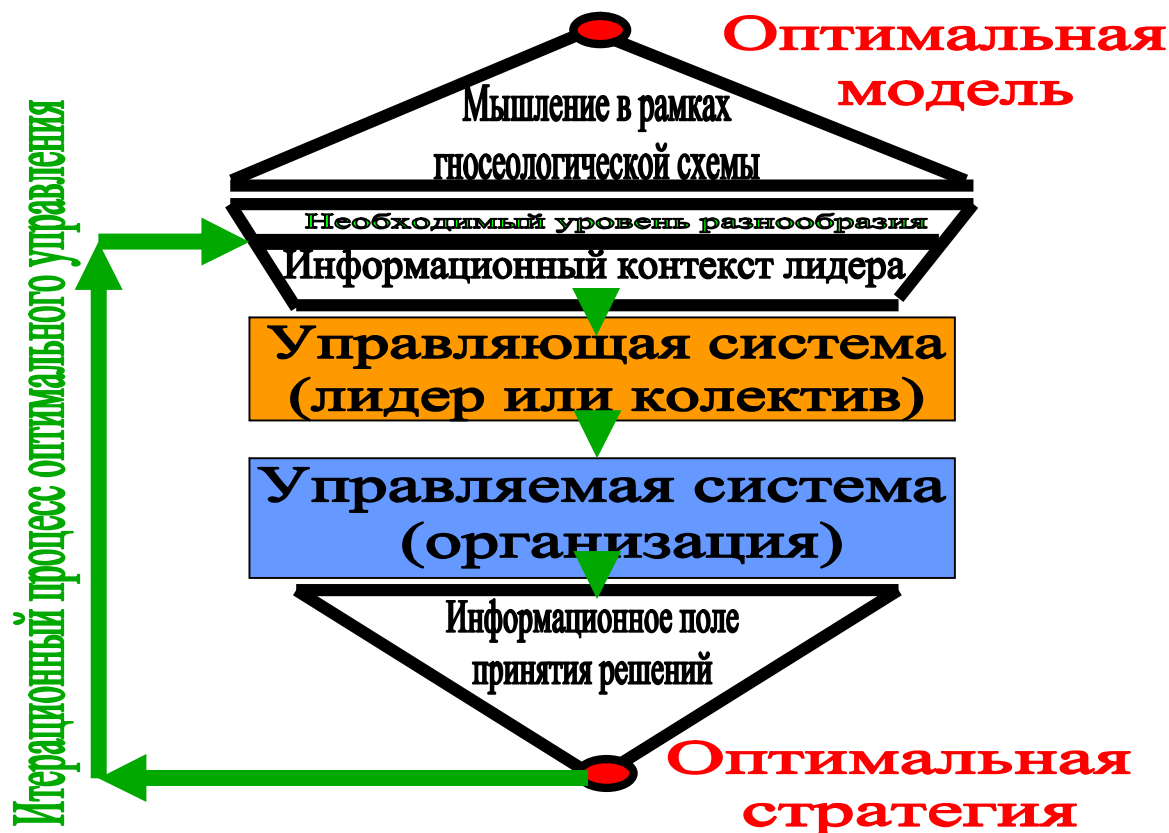 Оптимальная
модель
Мышление в рамках
гносеологической схемы
Необходимый уровень разнообразия
Информационный контекст лидера
Управляющая система
(лидер или колектив)
Управляемая система
(организация)
Информационное поле
принятия решений
Оптимальная
стратегия
Итерационный процесс оптимального управления